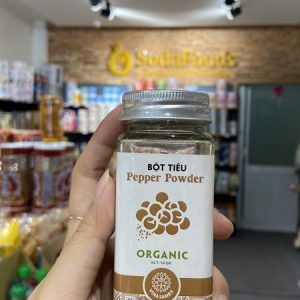 SodaFoods
BỘT TIÊU
Pepper Powder
ORGANIC